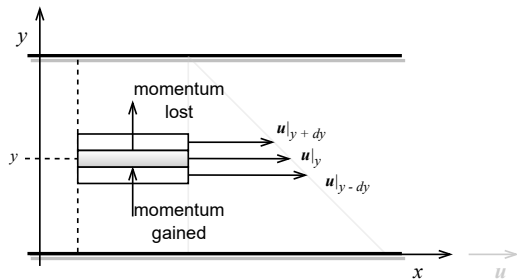 y
momentum
lost
u|y + dy
y
u|y
u|y - dy
momentum
gained
x
u